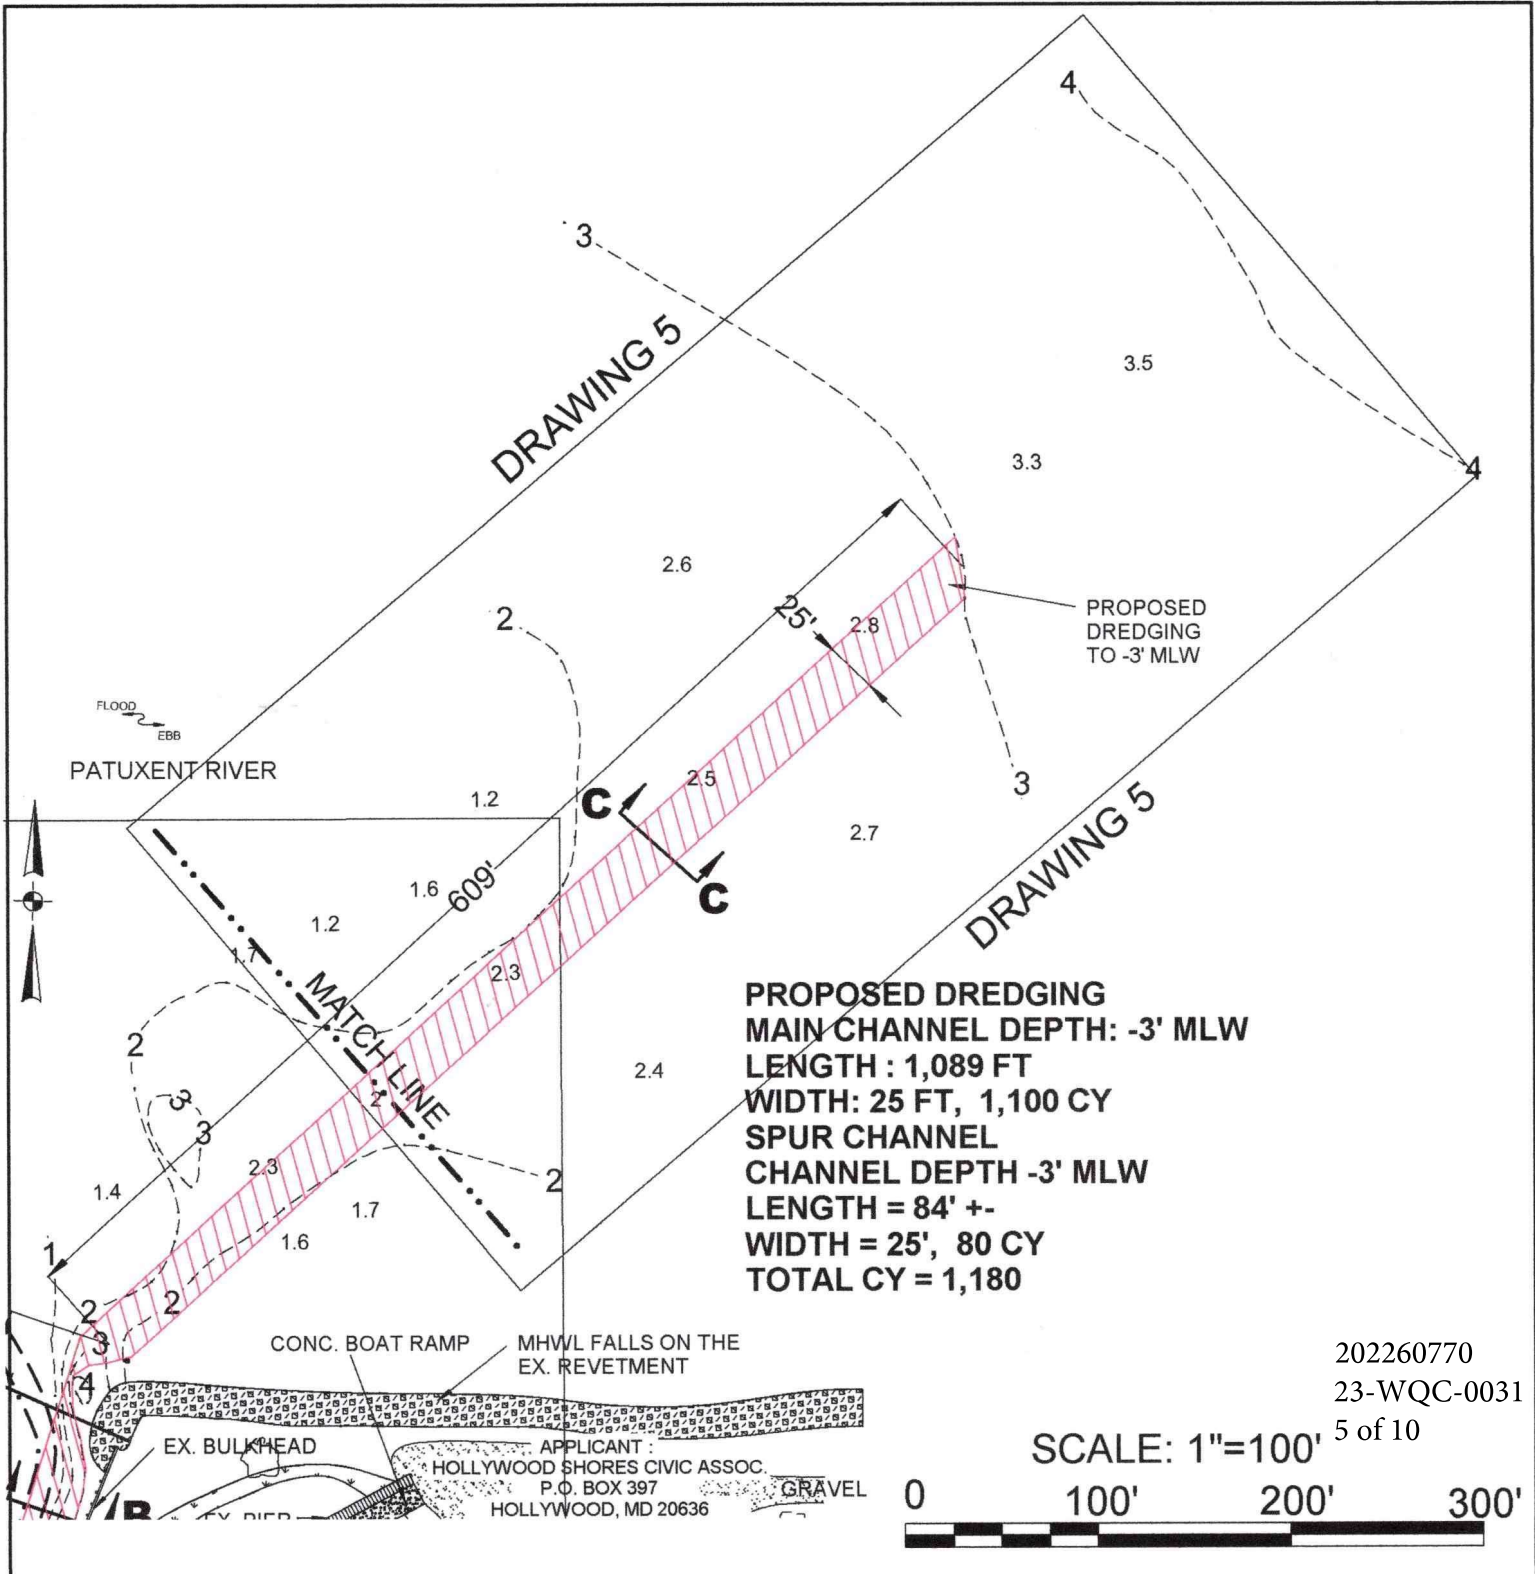 4
3
DRAWING 5
3.5
3.3
4
2.6
25'
2.8
PROPOSED
DREDGING
TO -3' MLW
2
FLOOD
EBB
PATUXENT RIVER
2.5
3
1.2
C
2.7
DRAWING 5
C
1.6
609'
1.2
1.7
2.3
MATCH LINE
2
2
3
3
2.4
PROPOSED DREDGING
MAIN CHANNEL DEPTH: -3' MLW
LENGTH : 1,089 FT
WIDTH: 25 FT, 1,100 CY
SPUR CHANNEL
CHANNEL DEPTH -3' MLW
LENGTH = 84' +-
WIDTH = 25', 80 CY
TOTAL CY = 1,180
2.3
2
1.4
1.7
1.6
1
2
2
3
4
CONC. BOAT RAMP
MHWL FALLS ON THE
EX. REVETMENT
EX. BULKHEAD
APPLICANT :
HOLLYWOOD SHORES CIVIC ASSOC.
P.O. BOX 397
HOLLYWOOD, MD 20636
GRAVEL
B
EX. PIER
202260770
23-WQC-0031
5 of 10
SCALE: 1"=100'
0 100' 200' 300'